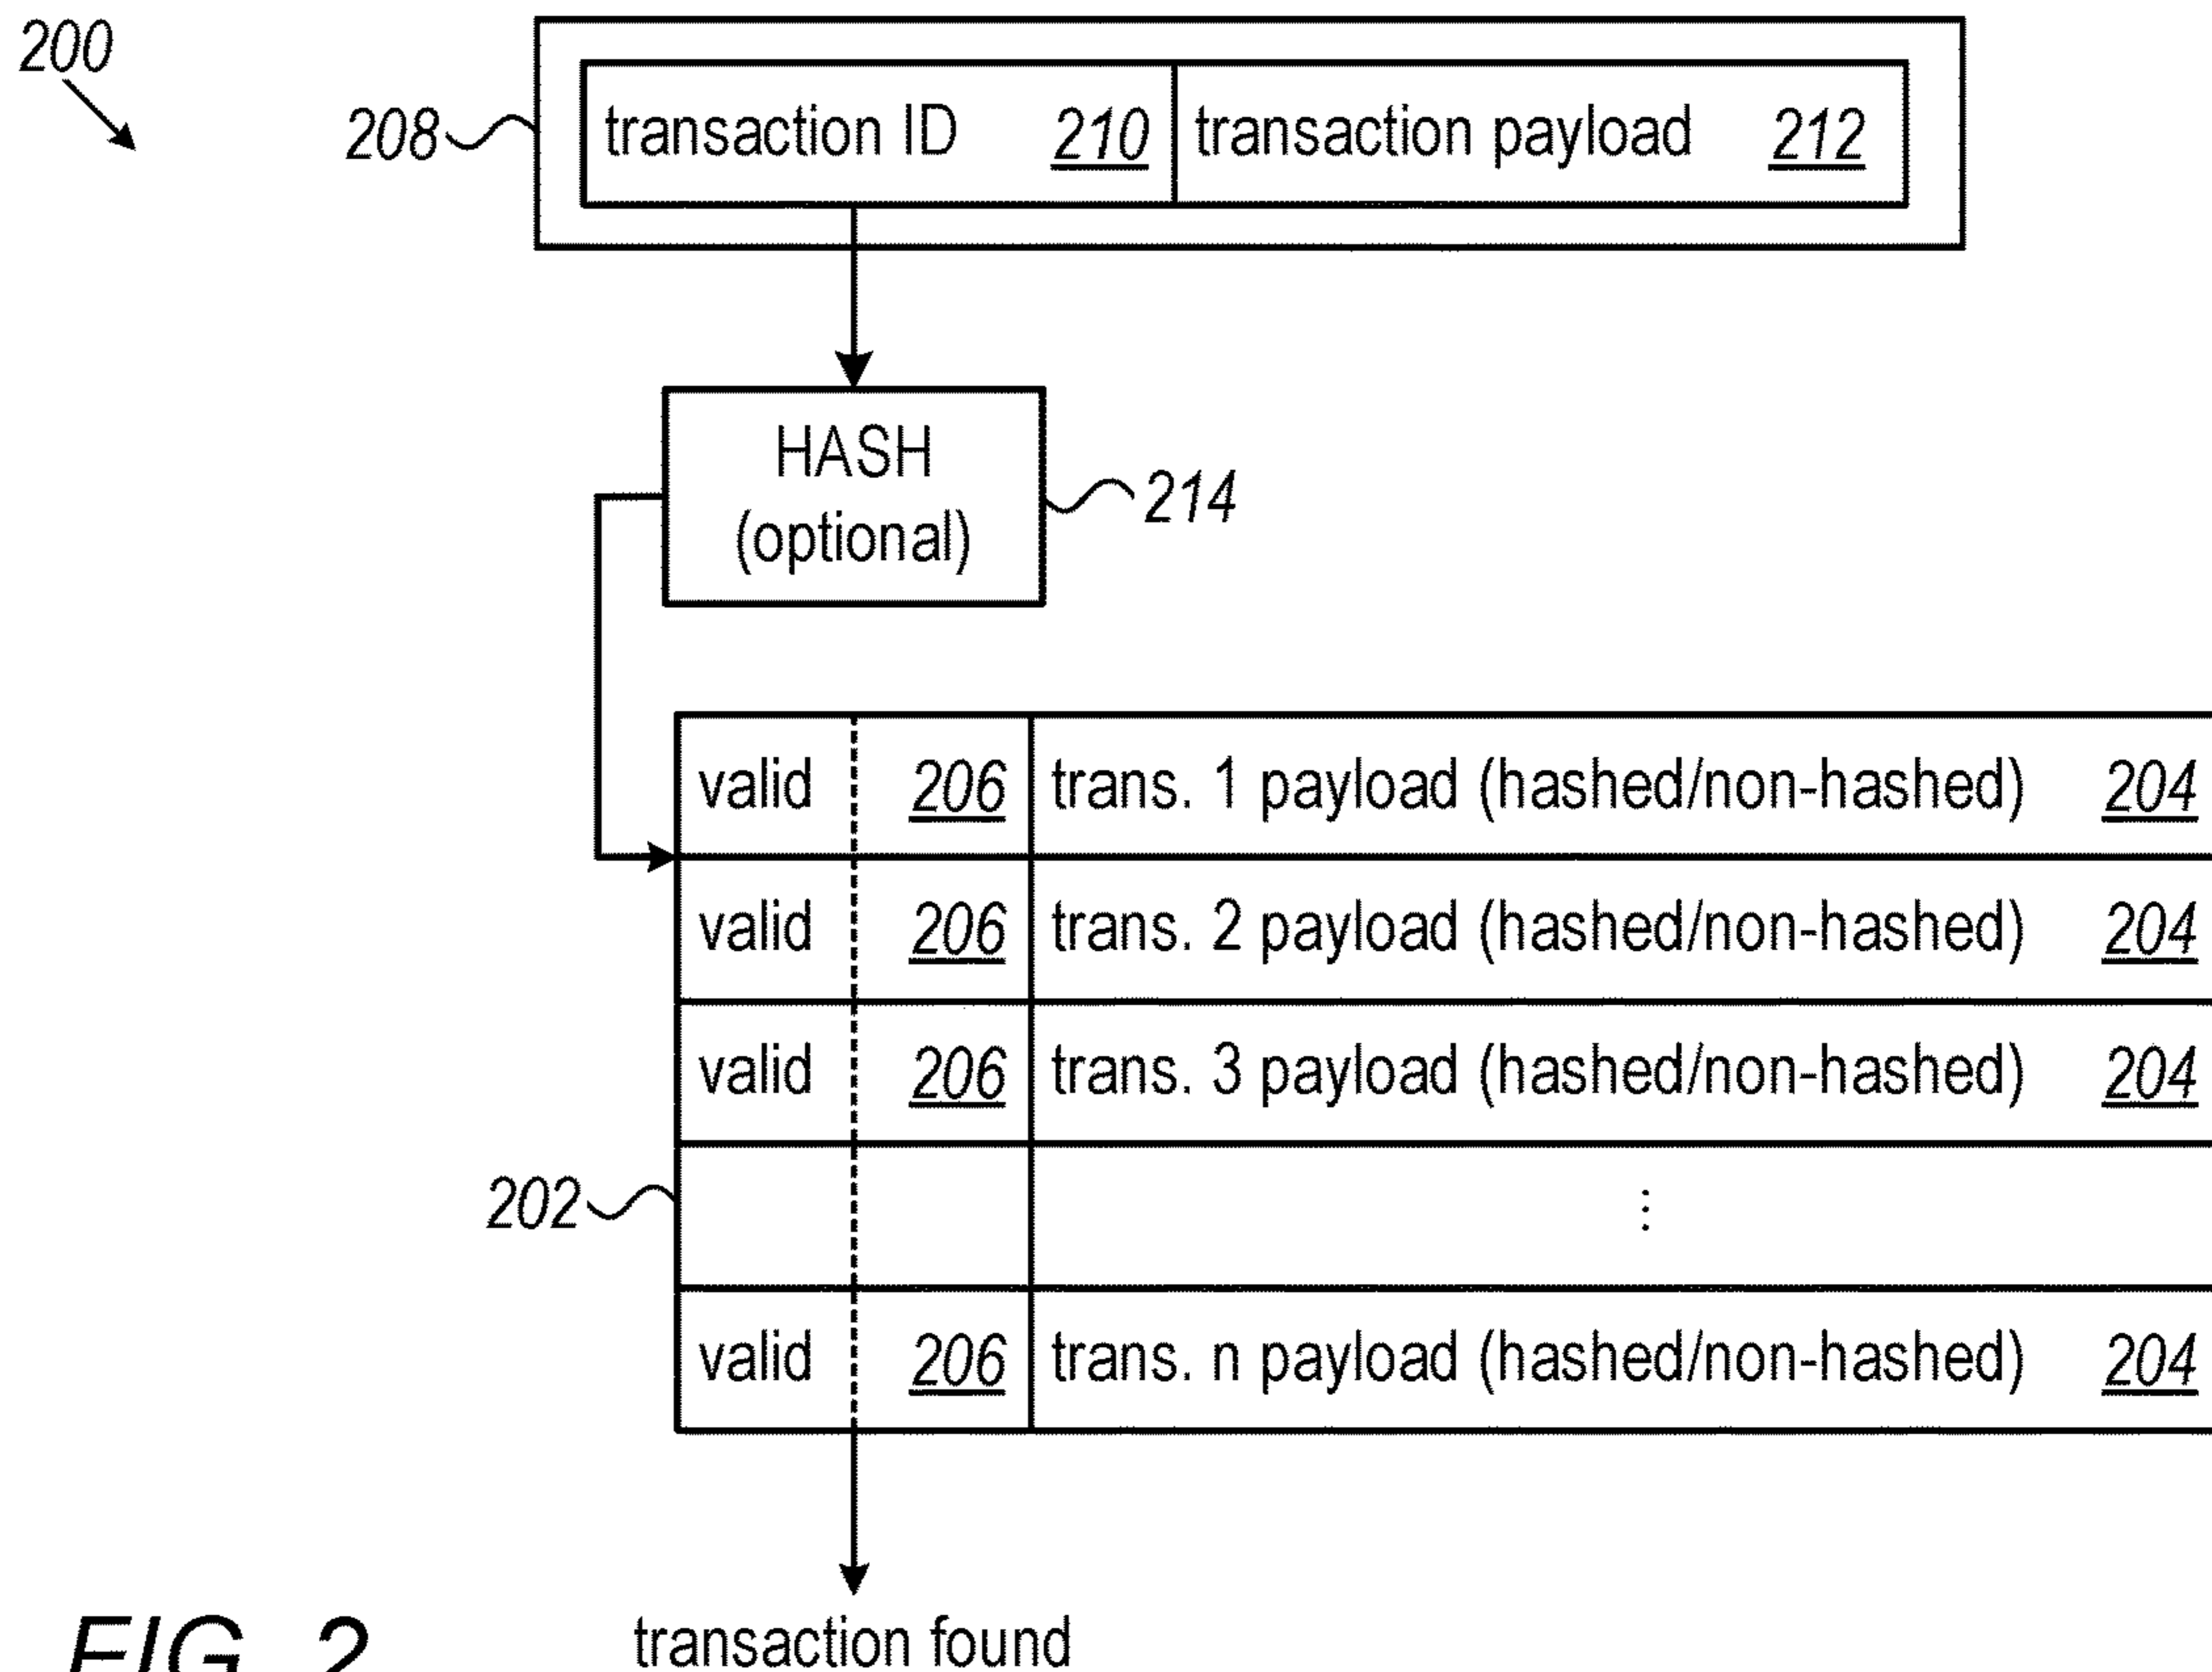 200
208 transaction ID 210 transaction payload 212
HASH
(optional)
214
valid 206 trans. 1 payload (hashed/non-hashed) 204
valid 206 trans. 2 payload (hashed/non-hashed) 204
valid 206 trans. 3 payload (hashed/non-hashed) 204
202 ⋮
valid 206 trans. n payload (hashed/non-hashed) 204
FIG. 2
transaction found